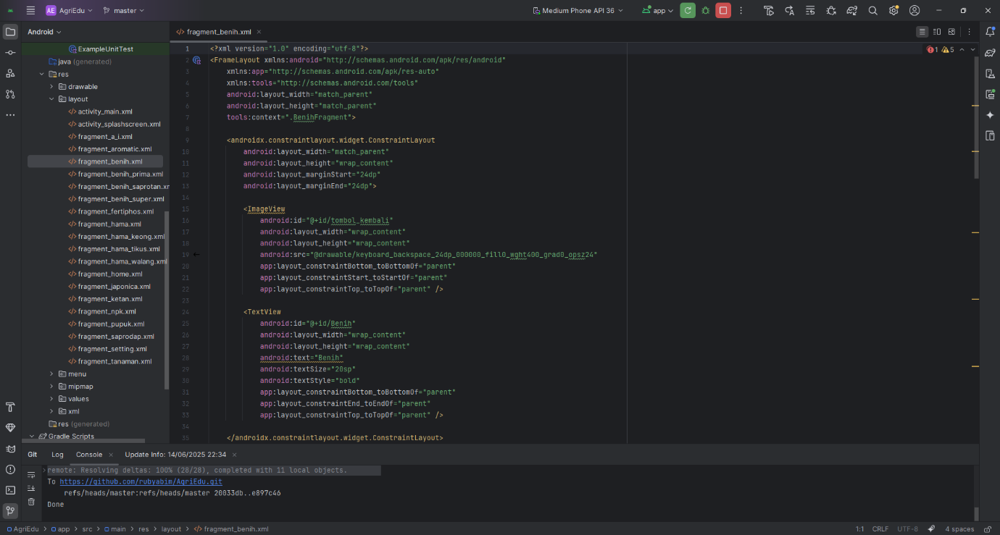 AE AgriEdu master Medium Phone API 36 app
Android
fragment_benih.xml
ExampleUnitTest
java (generated)
res
drawable
layout
activity_main.xml
activity_splashscreen.xml
fragment_a_i.xml
fragment_aromatic.xml
fragment_benih.xml
fragment_benih_prima.xml
fragment_benih_saprotan.xm
fragment_benih_super.xml
fragment_fertiphos.xml
fragment_hama.xml
fragment_hama_keong.xml
fragment_hama_tikus.xml
fragment_hama_walang.xml
fragment_home.xml
fragment_japonica.xml
fragment_ketan.xml
fragment_npk.xml
fragment_pupuk.xml
fragment_saprodap.xml
fragment_setting.xml
fragment_tanaman.xml
menu
mipmap
values
xml
res (generated)
Gradle Scripts
1 5
1 <?xml version="1.0" encoding="utf-8"?>
2 <FrameLayout xmlns:android="http://schemas.android.com/apk/res/android"
3 xmlns:app="http://schemas.android.com/apk/res-auto"
4 xmlns:tools="http://schemas.android.com/tools"
5 android:layout_width="match_parent"
6 android:layout_height="match_parent"
7 tools:context=".BenihFragment">
8
9 <androidx.constraintlayout.widget.ConstraintLayout
10 android:layout_width="match_parent"
11 android:layout_height="wrap_content"
12 android:layout_marginStart="24dp"
13 android:layout_marginEnd="24dp">
14
15 <ImageView
16 android:id="@+id/tombol_kembali"
17 android:layout_width="wrap_content"
18 android:layout_height="wrap_content"
19 android:src="@drawable/keyboard_backspace_24dp_000000_fill0_wght400_grad0_opsz24"
20 app:layout_constraintBottom_toBottomOf="parent"
21 app:layout_constraintStart_toStartOf="parent"
22 app:layout_constraintTop_toTopOf="parent" />
23
24 <TextView
25 android:id="@+id/Benih"
26 android:layout_width="wrap_content"
27 android:layout_height="wrap_content"
28 android:text="Benih"
29 android:textSize="20sp"
30 android:textStyle="bold"
31 app:layout_constraintBottom_toBottomOf="parent"
32 app:layout_constraintEnd_toEndOf="parent"
33 app:layout_constraintTop_toTopOf="parent" />
34
35 </androidx.constraintlayout.widget.ConstraintLayout>
Git Log Console Update Info: 14/06/2025 22:34
remote: Resolving deltas: 100% (28/28), completed with 11 local objects.
To https://github.com/rubyabim/AgriEdu.git
refs/heads/master:refs/heads/master 20033db..e897c46
Done
AgriEdu > app > src > main > res > layout > fragment_benih.xml 1:1 CRLF UTF-8 4 spaces